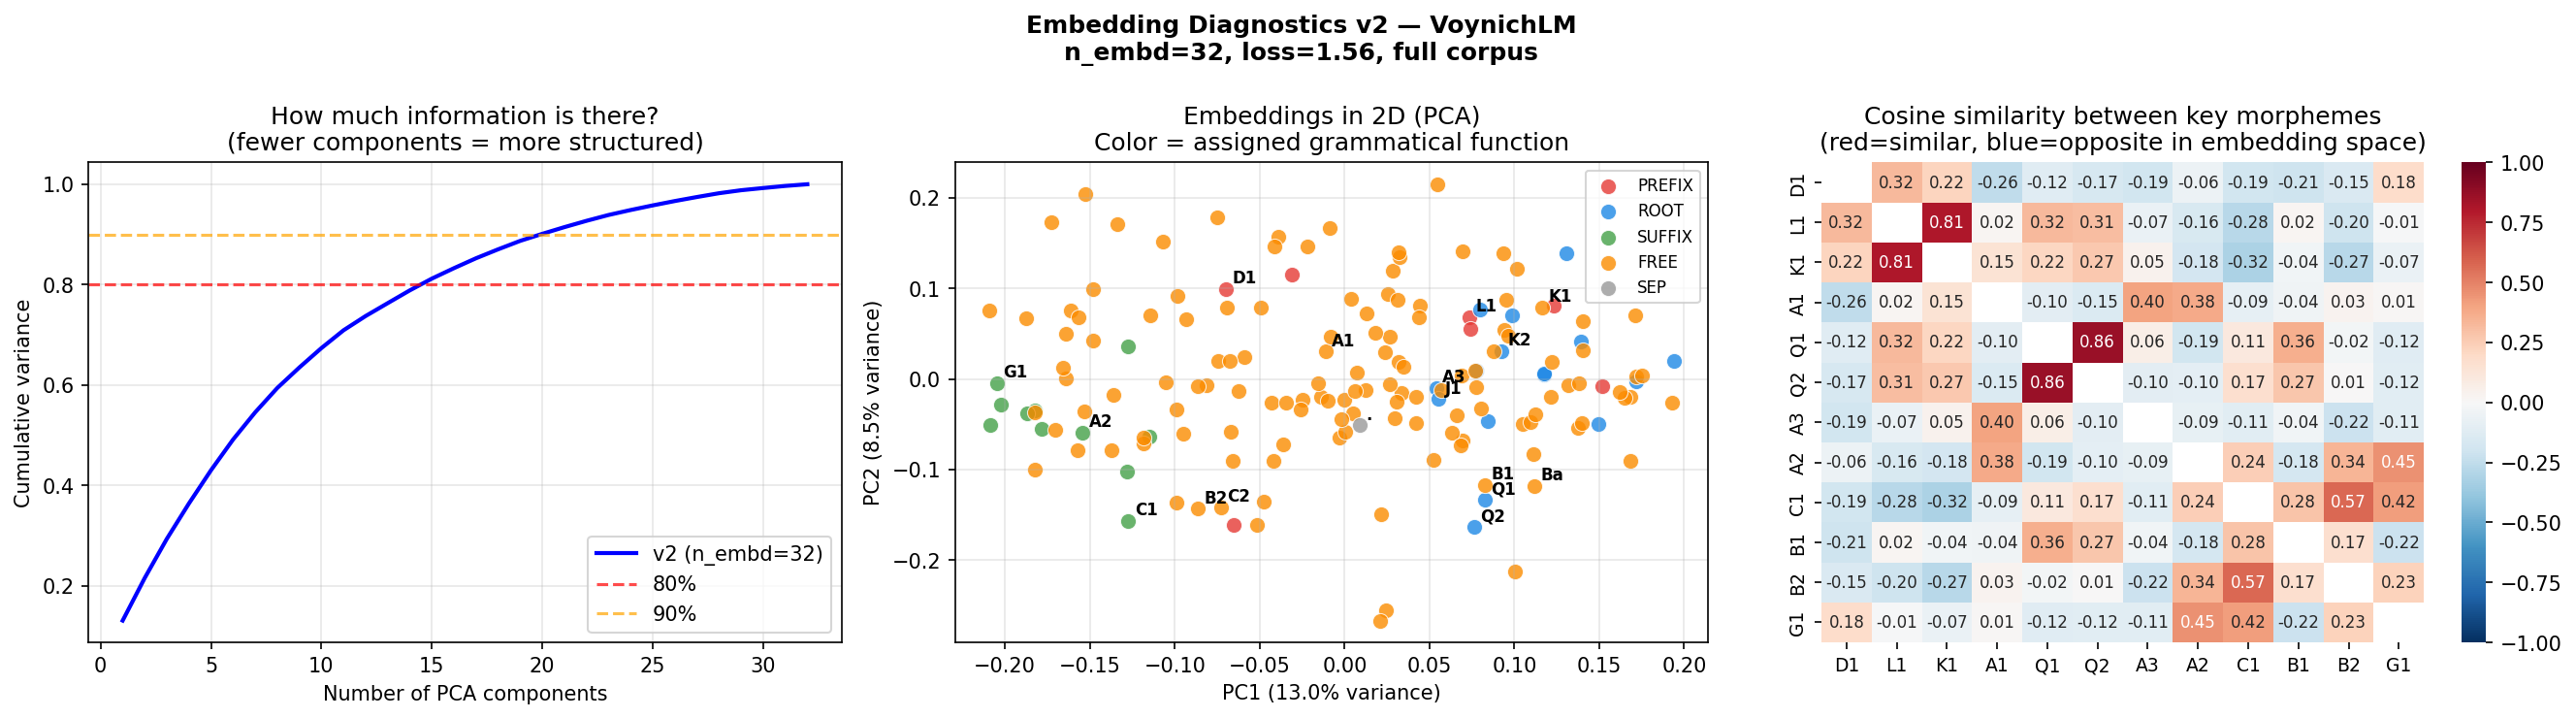 Embedding Diagnostics v2 — VoynichLM
n_embd=32, loss=1.56, full corpus
How much information is there?
(fewer components = more structured)
Cumulative variance
1.0
0.8
0.6
0.4
0.2
0
5
10
15
20
25
30
Number of PCA components
v2 (n_embd=32)
80%
90%
Embeddings in 2D (PCA)
Color = assigned grammatical function
PC2 (8.5% variance)
0.2
0.1
0.0
−0.1
−0.2
−0.20
−0.15
−0.10
−0.05
0.00
0.05
0.10
0.15
0.20
PC1 (13.0% variance)
PREFIX
ROOT
SUFFIX
FREE
SEP
D1
L1
K1
A1
K2
G1
A3
J1
A2
.
B1
Ba
Q1
B2
C2
C1
Q2
Cosine similarity between key morphemes
(red=similar, blue=opposite in embedding space)
D1 0.32 0.22 -0.26 -0.12 -0.17 -0.19 -0.06 -0.19 -0.21 -0.15 0.18
L1 0.32 0.81 0.02 0.32 0.31 -0.07 -0.16 -0.28 0.02 -0.20 -0.01
K1 0.22 0.81 0.15 0.22 0.27 0.05 -0.18 -0.32 -0.04 -0.27 -0.07
A1 -0.26 0.02 0.15 -0.10 -0.15 0.40 0.38 -0.09 -0.04 0.03 0.01
Q1 -0.12 0.32 0.22 -0.10 0.86 0.06 -0.19 0.11 0.36 -0.02 -0.12
Q2 -0.17 0.31 0.27 -0.15 0.86 -0.10 -0.10 0.17 0.27 0.01 -0.12
A3 -0.19 -0.07 0.05 0.40 0.06 -0.10 -0.09 -0.11 -0.04 -0.22 -0.11
A2 -0.06 -0.16 -0.18 0.38 -0.19 -0.10 -0.09 0.24 -0.18 0.34 0.45
C1 -0.19 -0.28 -0.32 -0.09 0.11 0.17 -0.11 0.24 0.28 0.57 0.42
B1 -0.21 0.02 -0.04 -0.04 0.36 0.27 -0.04 -0.18 0.28 0.17 -0.22
B2 -0.15 -0.20 -0.27 0.03 -0.02 0.01 -0.22 0.34 0.57 0.17 0.23
G1 0.18 -0.01 -0.07 0.01 -0.12 -0.12 -0.11 0.45 0.42 -0.22 0.23
D1 L1 K1 A1 Q1 Q2 A3 A2 C1 B1 B2 G1
1.00
0.75
0.50
0.25
0.00
−0.25
−0.50
−0.75
−1.00